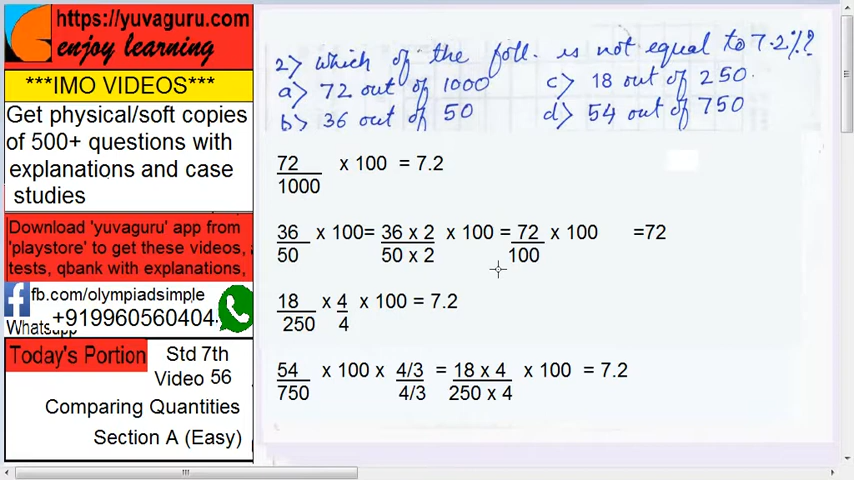 https://yuvaguru.com
enjoy learning
***IMO VIDEOS***
Get physical/soft copies
of 500+ questions with
explanations and case
studies
Download 'yuvaguru' app from
'playstore' to get these videos,
tests, qbank with explanations,
fb.com/olympiadsimple
+919960560404.
Whatsapp
Today's Portion
Std 7th
Video 56
Comparing Quantities
Section A (Easy)
2> which of the foll. is not equal to 7.2%?
a> 72 out of 1000 c> 18 out of 250.
b> 36 out of 50 d> 54 out of 750
72 x 100 = 7.2
1000
36 x 100= 36 x 2 x 100 = 72 x 100 =72
50 50 x 2 100
18 x 4 x 100 = 7.2
250 4
54 x 100 x 4/3 = 18 x 4 x 100 = 7.2
750 4/3 250 x 4